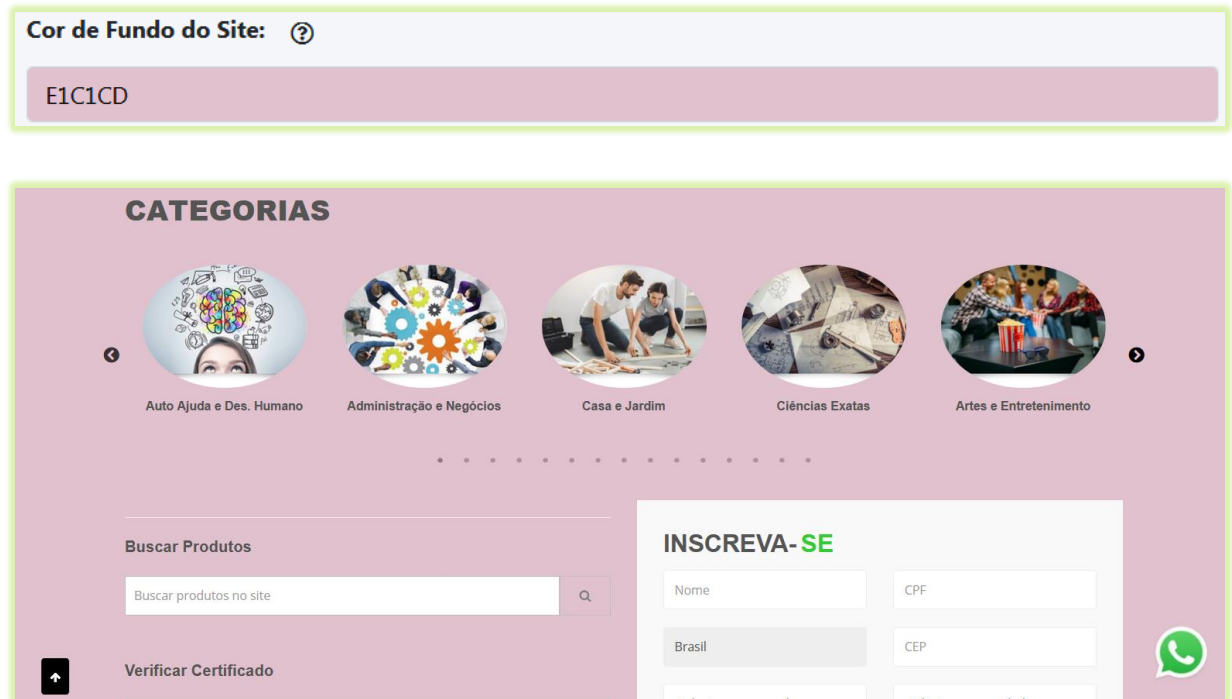 Cor de Fundo do Site:
E1C1CD
CATEGORIAS
Auto Ajuda e Des. Humano
Administração e Negócios
Casa e Jardim
Ciências Exatas
Artes e Entretenimento
Buscar Produtos
Buscar produtos no site
Verificar Certificado
INSCREVA-SE
Nome
CPF
Brasil
CEP